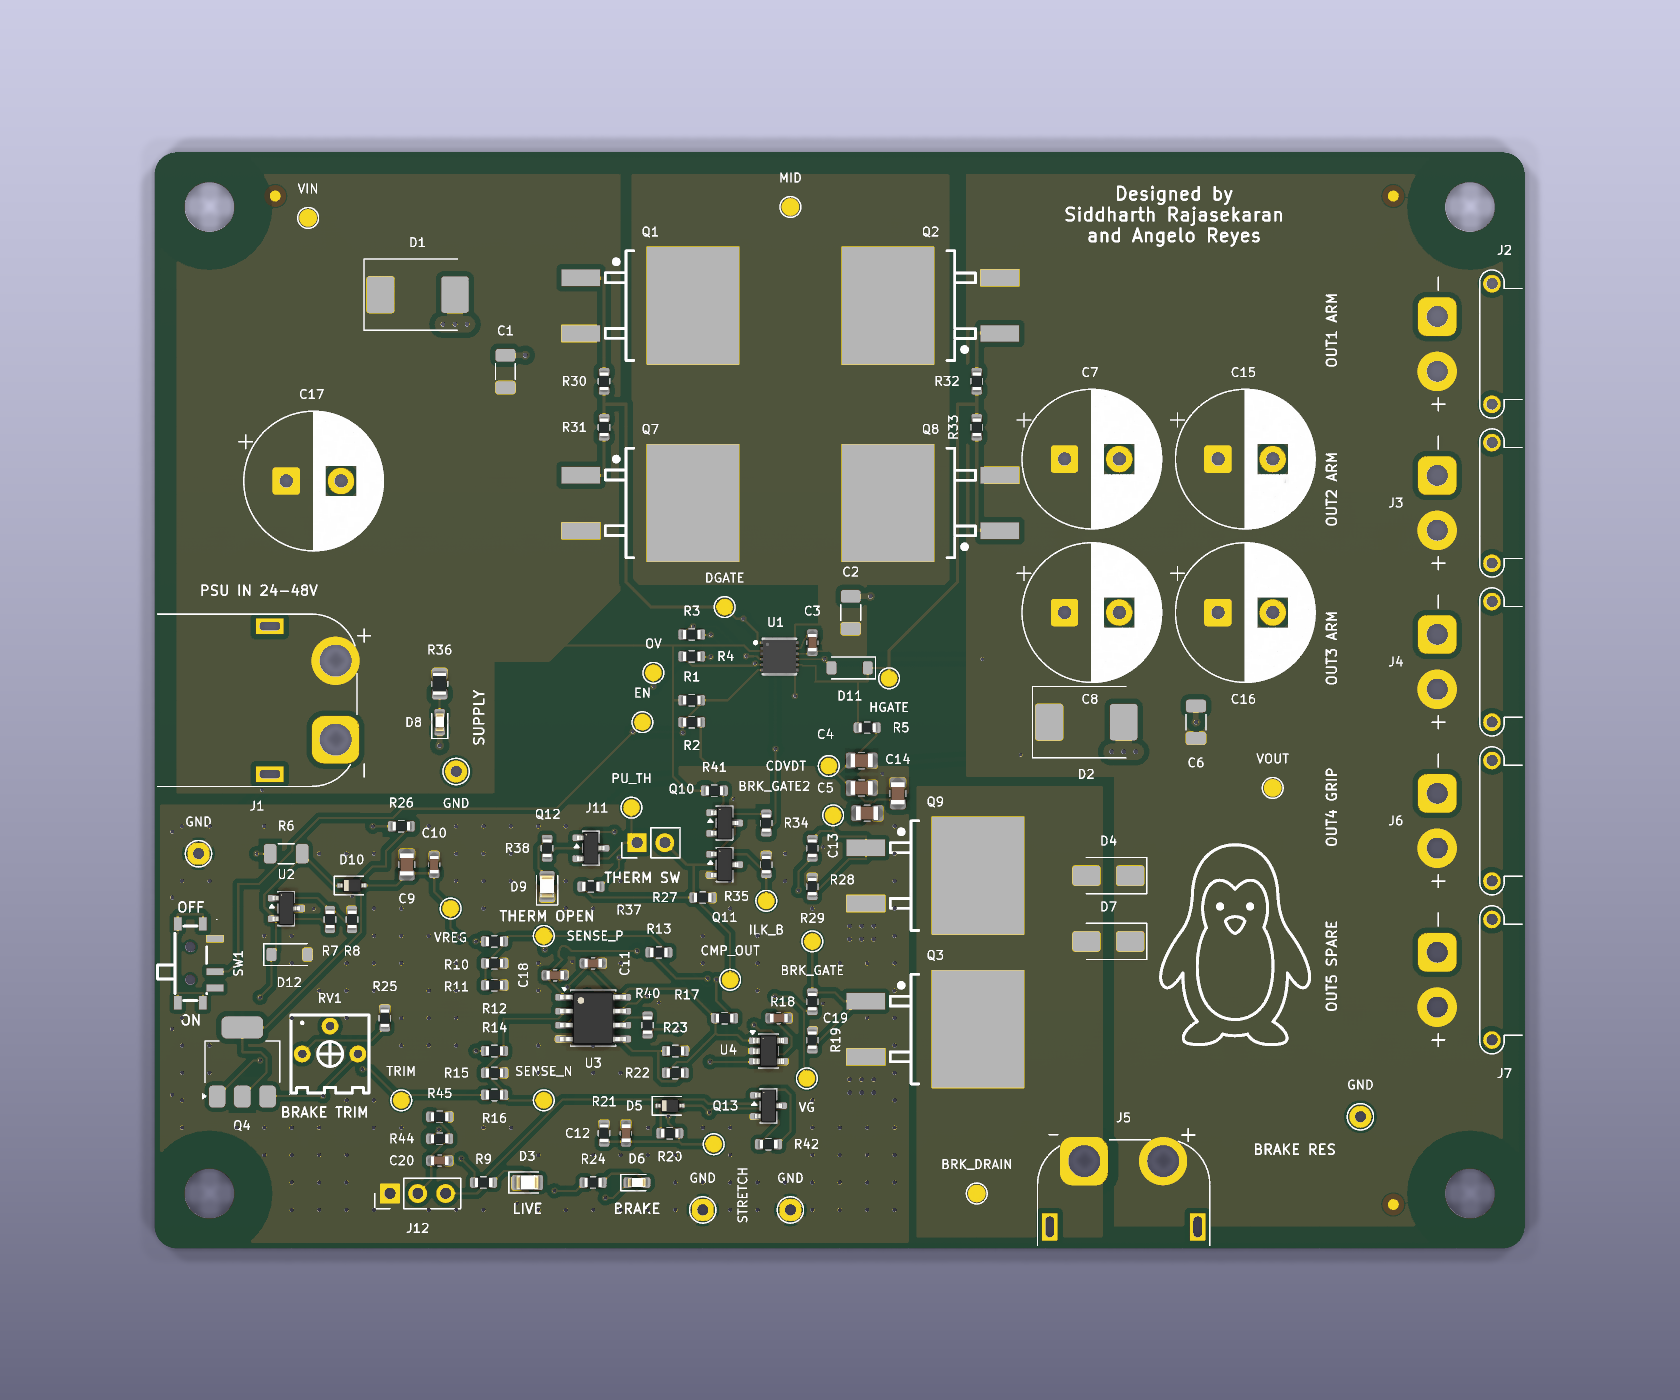 VIN
MID
Designed by
Siddharth Rajasekaran
and Angelo Reyes
Q1
Q2
D1
J2
OUT1 ARM
C1
R30
R32
C7
C15
C17
R31
Q7
R33
Q8
OUT2 ARM
J3
PSU IN 24-48V
DGATE
C2
R3
C3
U1
OV
R4
R36
R1
EN
D11
HGATE
C8
C16
OUT3 ARM
J4
D8
SUPPLY
R2
R5
C4
CDVDT
C14
D2
C6
VOUT
PU_TH
R41
BRK_GATE2
C5
GND
J1
R26
Q12
J11
Q10
Q9
OUT4 GRIP
J6
GND
R6
C10
R34
C13
R38
D4
U2
D10
THERM SW
R28
D9
C9
R27
R35
OFF
THERM OPEN
R37
Q11
R29
D7
ILK_B
VREG
SENSE_P
R13
CMP_OUT
R7
R8
SW1
R10
C18
C11
BRK_GATE
Q3
OUT5 SPARE
D12
R11
RV1
R25
R12
R40
R17
R18
ON
R14
R23
C19
U4
R19
U3
TRIM
R15
SENSE_N
R22
J7
BRAKE TRIM
R45
R16
R21
D5
Q13
VG
GND
Q4
J5
R44
C12
R42
C20
R9
D3
R24
D6
R20
BRAKE RES
BRK_DRAIN
GND
STRETCH
GND
LIVE
BRAKE
J12